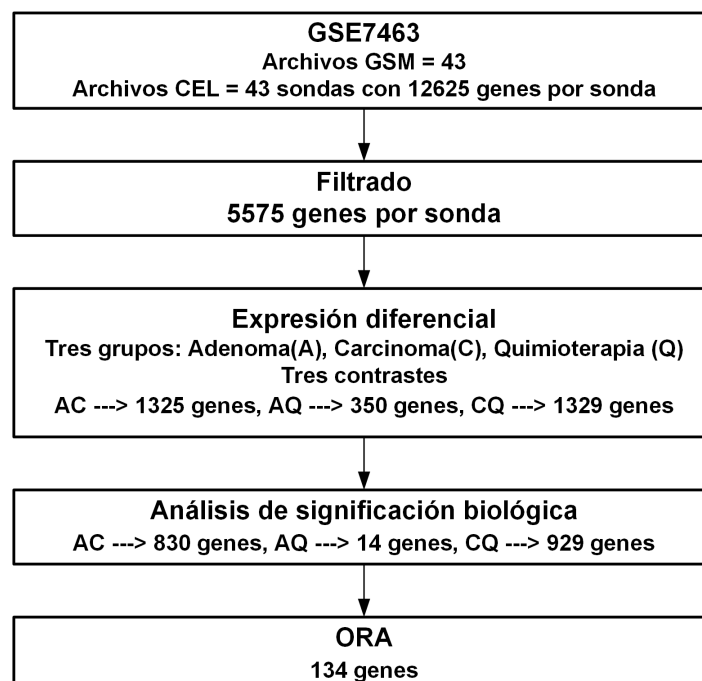 GSE7463
Archivos GSM = 43
Archivos CEL = 43 sondas con 12625 genes por sonda
Filtrado
5575 genes por sonda
Expresión diferencial
Tres grupos: Adenoma(A), Carcinoma(C), Quimioterapia (Q)
Tres contrastes
AC ---> 1325 genes, AQ ---> 350 genes, CQ ---> 1329 genes
Análisis de significación biológica
AC ---> 830 genes, AQ ---> 14 genes, CQ ---> 929 genes
ORA
134 genes